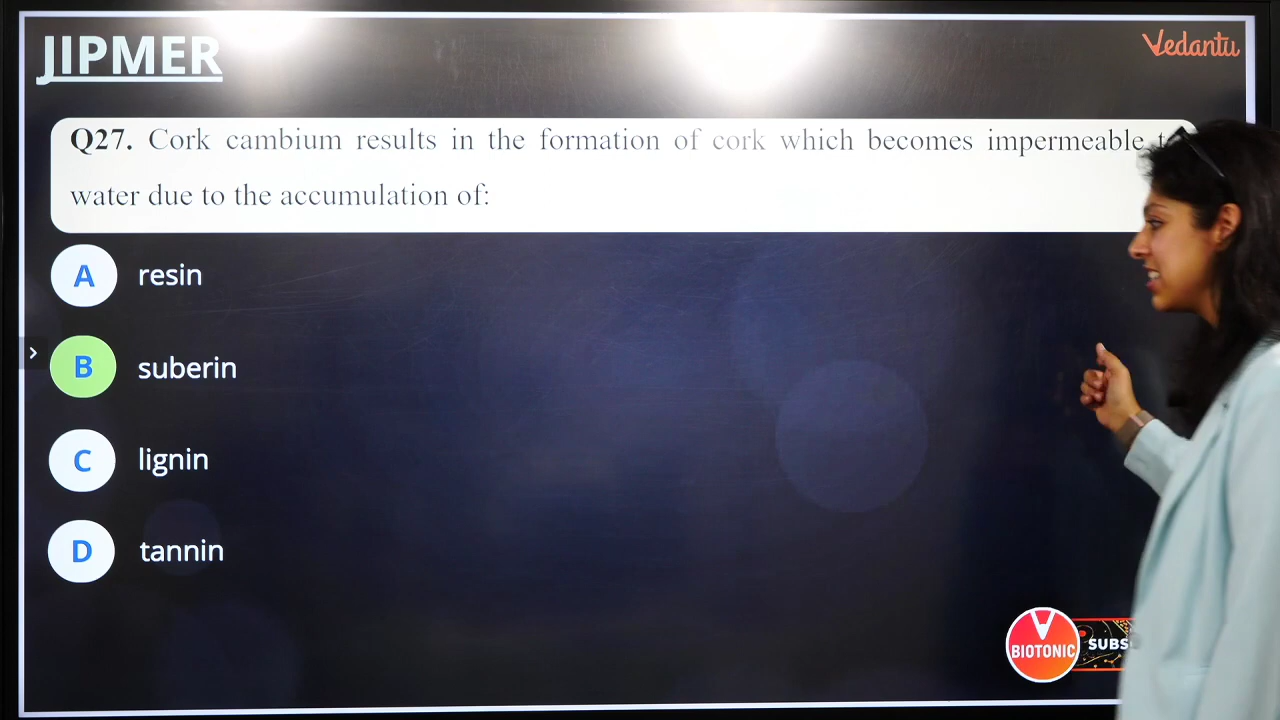 JIPMER
Vedantu
Q27. Cork cambium results in the formation of cork which becomes impermeable
water due to the accumulation of:
A resin
B suberin
C lignin
D tannin
BIOTONIC